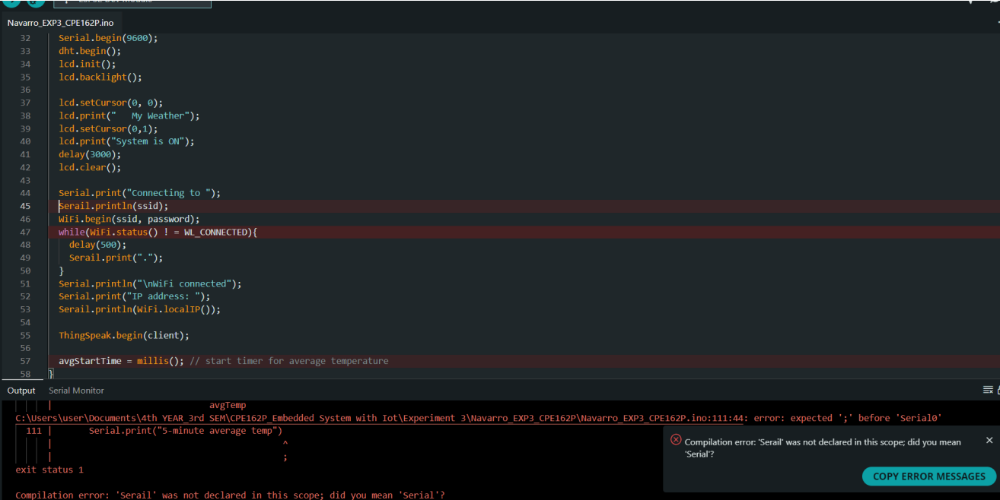 Navarro_EXP3_CPE162P.ino
32 Serial.begin(9600);
33 dht.begin();
34 lcd.init();
35 lcd.backlight();
36
37 lcd.setCursor(0, 0);
38 lcd.print("   My Weather");
39 lcd.setCursor(0,1);
40 lcd.print("System is ON");
41 delay(3000);
42 lcd.clear();
43
44 Serial.print("Connecting to ");
45 Serail.println(ssid);
46 WiFi.begin(ssid, password);
47 while(WiFi.status() ! = WL_CONNECTED){
48 delay(500);
49 Serail.print(".");
50 }
51 Serial.println("\nWiFi connected");
52 Serial.print("IP address: ");
53 Serail.println(WiFi.localIP());
54
55 ThingSpeak.begin(client);
56
57 avgStartTime = millis(); // start timer for average temperature
58 }
Output Serial Monitor
| | | | avgTemp
C:\Users\user\Documents\4th YEAR_3rd SEM\CPE162P_Embedded System with Iot\Experiment 3\Navarro_EXP3_CPE162P\Navarro_EXP3_CPE162P.ino:111:44: error: expected ';' before 'Serial0'
111 | Serial.print("5-minute average temp")
| | | | ^
| | | | ;
exit status 1
Compilation error: 'Serail' was not declared in this scope; did you mean 'Serial'?
Compilation error: 'Serail' was not declared in this scope; did you mean
'Serial'?
COPY ERROR MESSAGES